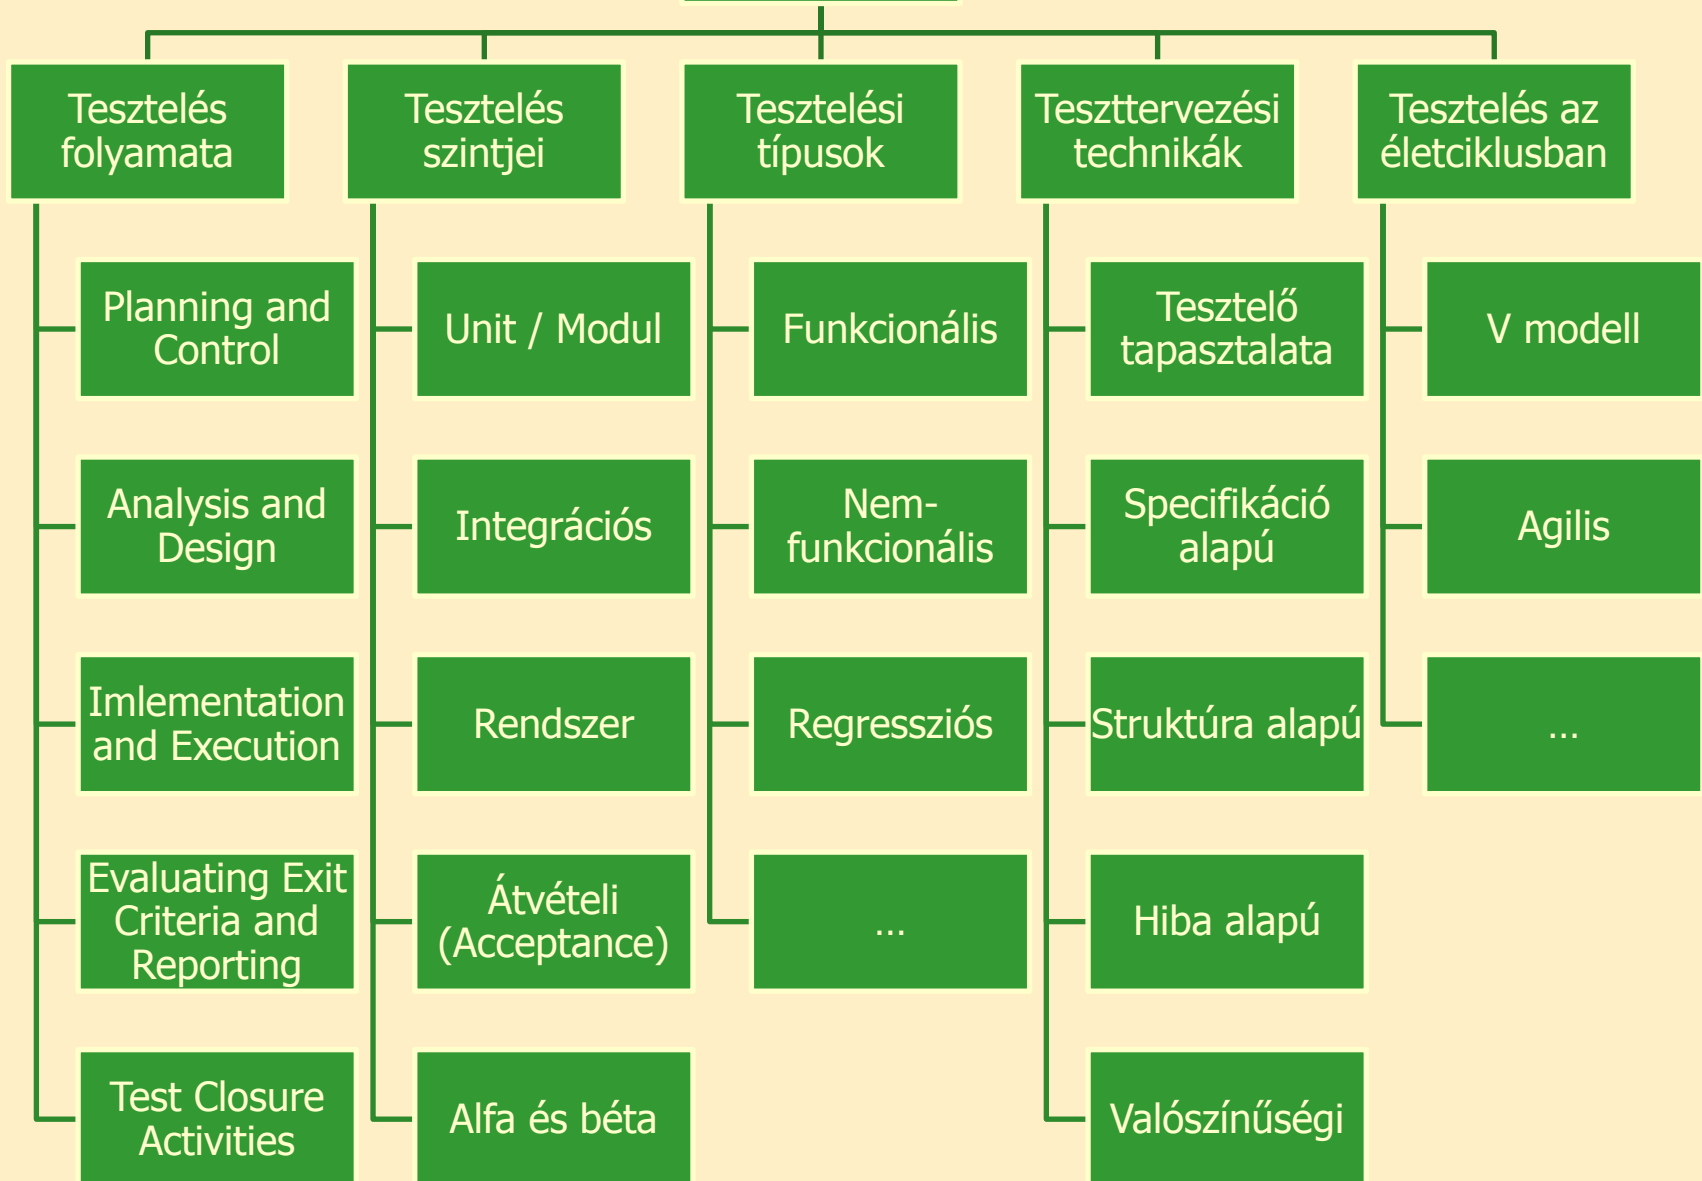 Tesztelés
folyamata
Planning and
Control
Analysis and
Design
Imlementation
and Execution
Evaluating Exit
Criteria and
Reporting
Test Closure
Activities
Tesztelés
szintjei
Unit / Modul
Integrációs
Rendszer
Átvételi
(Acceptance)
Alfa és béta
Tesztelési
típusok
Funkcionális
Nem-
funkcionális
Regressziós
...
Teszttervezési
technikák
Tesztelő
tapasztalata
Specifikáció
alapú
Struktúra alapú
Hiba alapú
Valószínűségi
Tesztelés az
életciklusban
V modell
Agilis
...